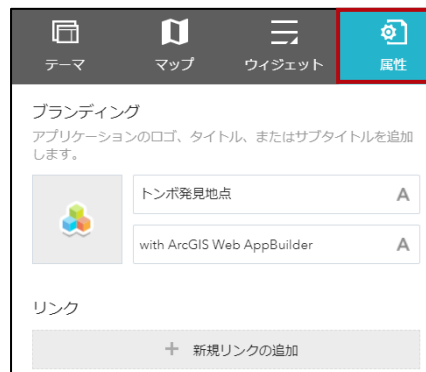 テーマ
マップ
ウィジェット
属性
ブランディング
アプリケーションのロゴ、タイトル、またはサブタイトルを追加
します。
トンボ発見地点 A
with ArcGIS Web AppBuilder A
リンク
+ 新規リンクの追加